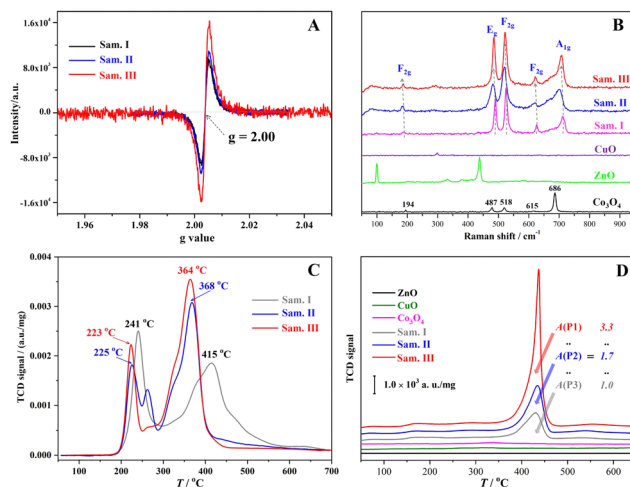 A
1.6x10⁴
8.0x10³
0.0
-8.0x10³
-1.6x10⁴
Intensity/a.u.
Sam. I
Sam. II
Sam. III
g = 2.00
1.96
1.98
2.00
2.02
2.04
g value
B
E_g
F_2g
A_1g
F_2g
F_2g
Sam. III
Sam. II
Sam. I
CuO
ZnO
Co₃O₄
194
487
518
615
686
100 200 300 400 500 600 700 800 900
Raman shift / cm⁻¹
C
0.004
0.003
0.002
0.001
0.000
TCD signal / (a.u./mg)
364 °C
368 °C
241 °C
223 °C
225 °C
415 °C
Sam. I
Sam. II
Sam. III
0 100 200 300 400 500 600 700
T / °C
D
TCD signal
ZnO
CuO
Co₃O₄
Sam. I
Sam. II
Sam. III
1.0 × 10³ a. u./mg
A(P1) 3.3
.. ..
A(P2) = 1.7
.. ..
A(P3) 1.0
100 200 300 400 500 600
T / °C